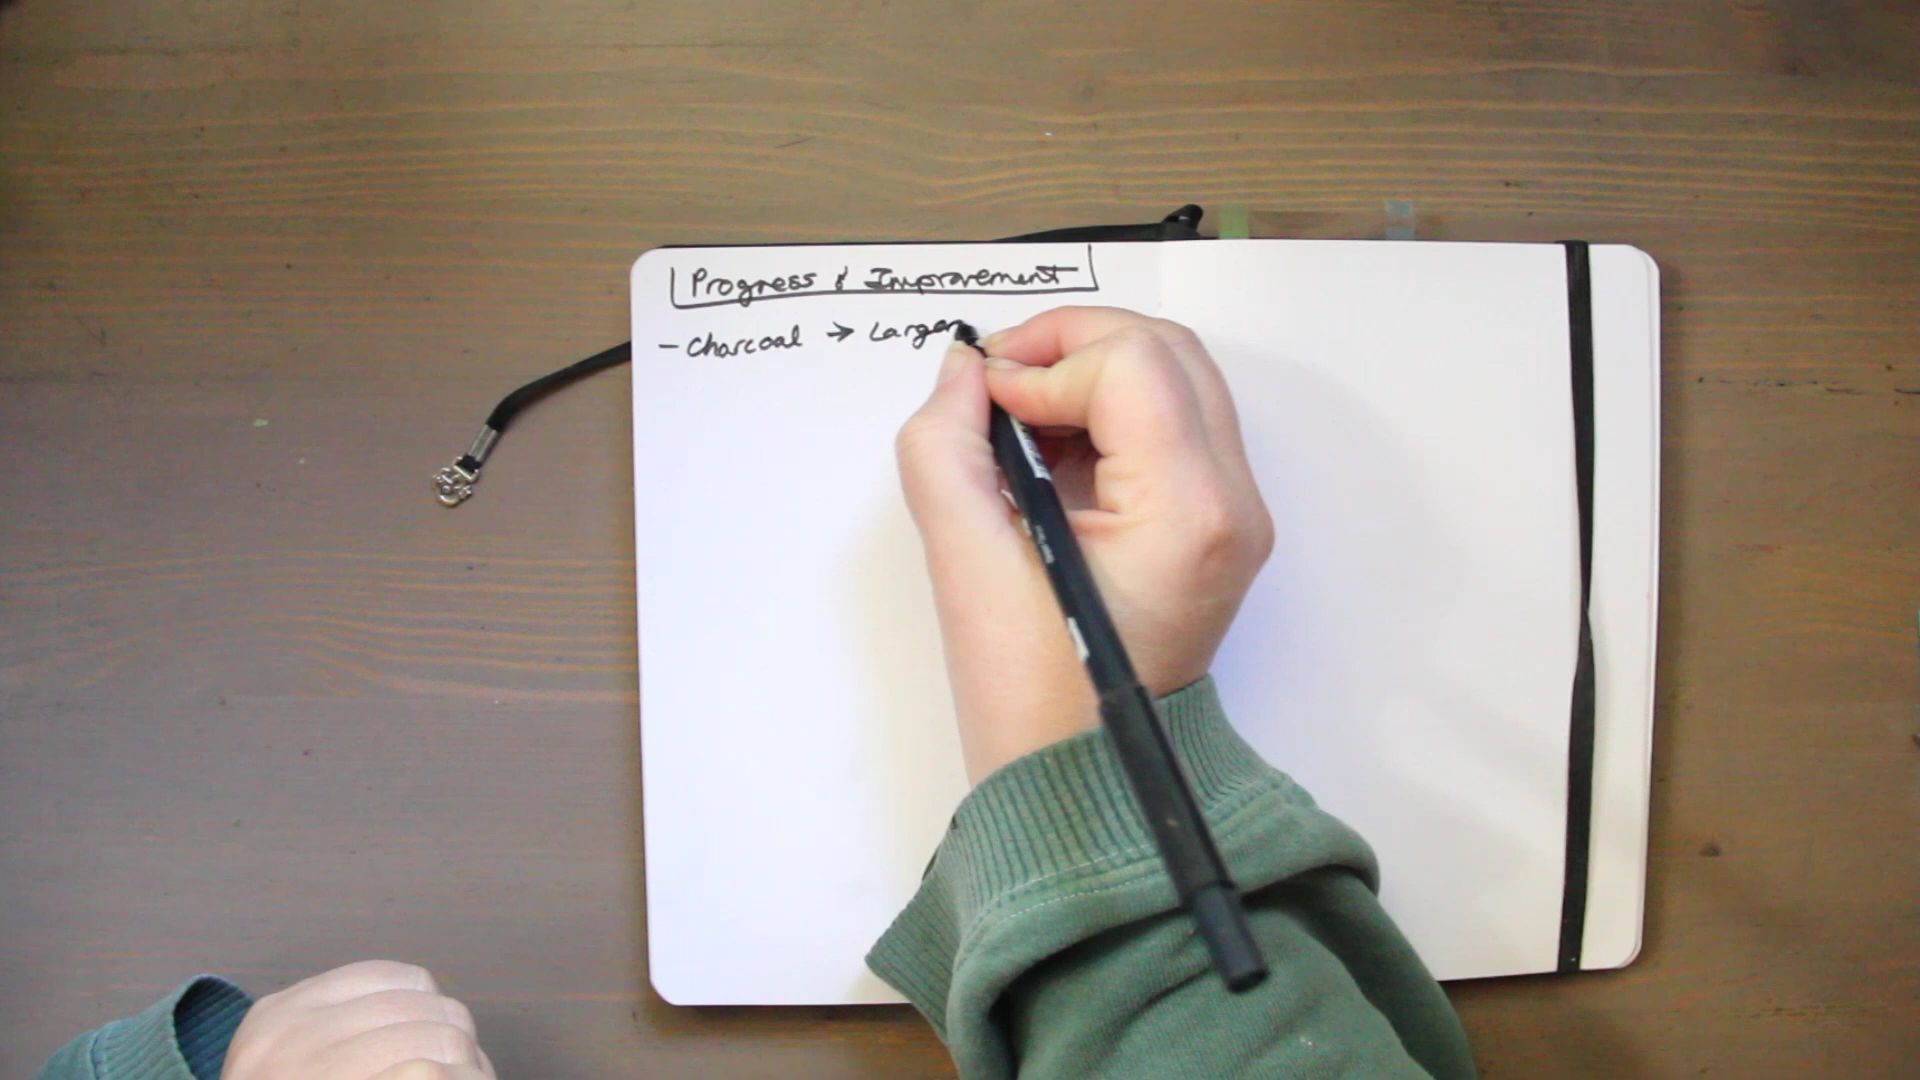 Progress & Improvement
- Charcoal → Larger